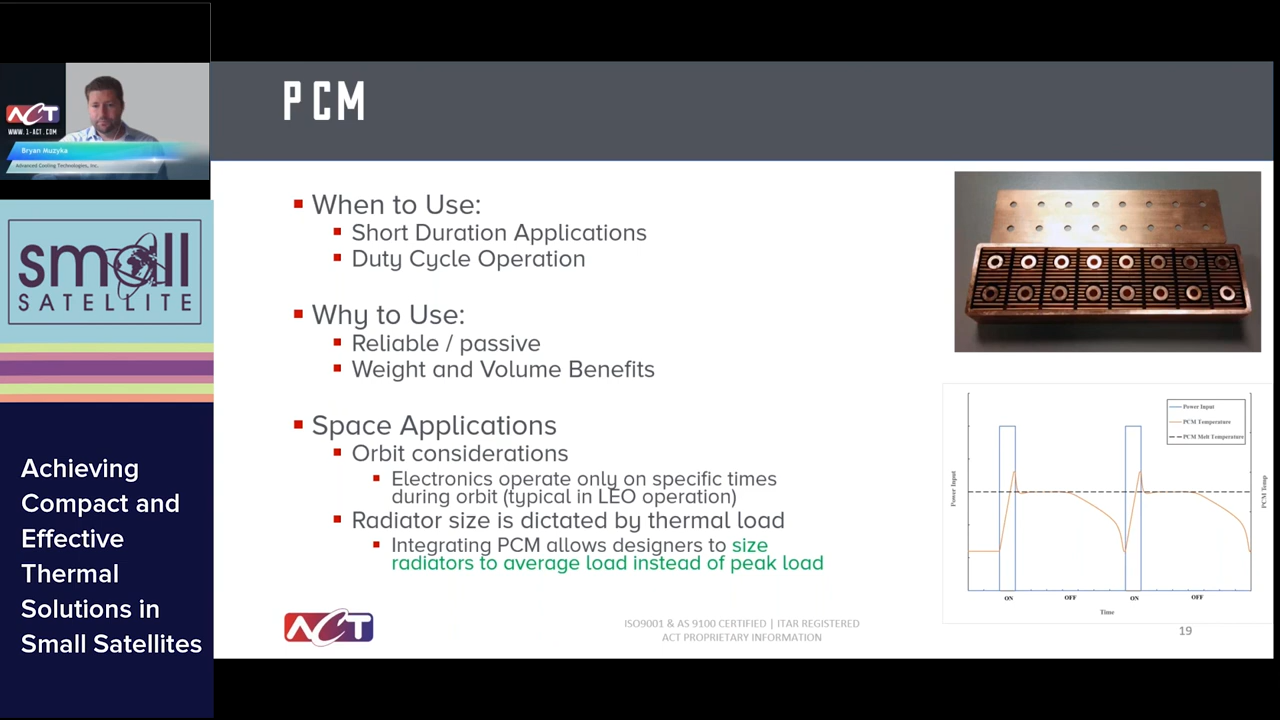 ACT
WWW.1-ACT.COM
Bryan Muzyka
Advanced Cooling Technologies, Inc.
small
SATELLITE
Achieving
Compact and
Effective
Thermal
Solutions in
Small Satellites
PCM
When to Use:
Short Duration Applications
Duty Cycle Operation
Why to Use:
Reliable / passive
Weight and Volume Benefits
Space Applications
Orbit considerations
Electronics operate only on specific times
during orbit (typical in LEO operation)
Radiator size is dictated by thermal load
Integrating PCM allows designers to size
radiators to average load instead of peak load
Power Input
PCM Temperature
PCM Melt Temperature
Power Input
PCM Temp
ON
OFF
ON
OFF
Time
ACT
ISO9001 & AS 9100 CERTIFIED | ITAR REGISTERED
ACT PROPRIETARY INFORMATION
19